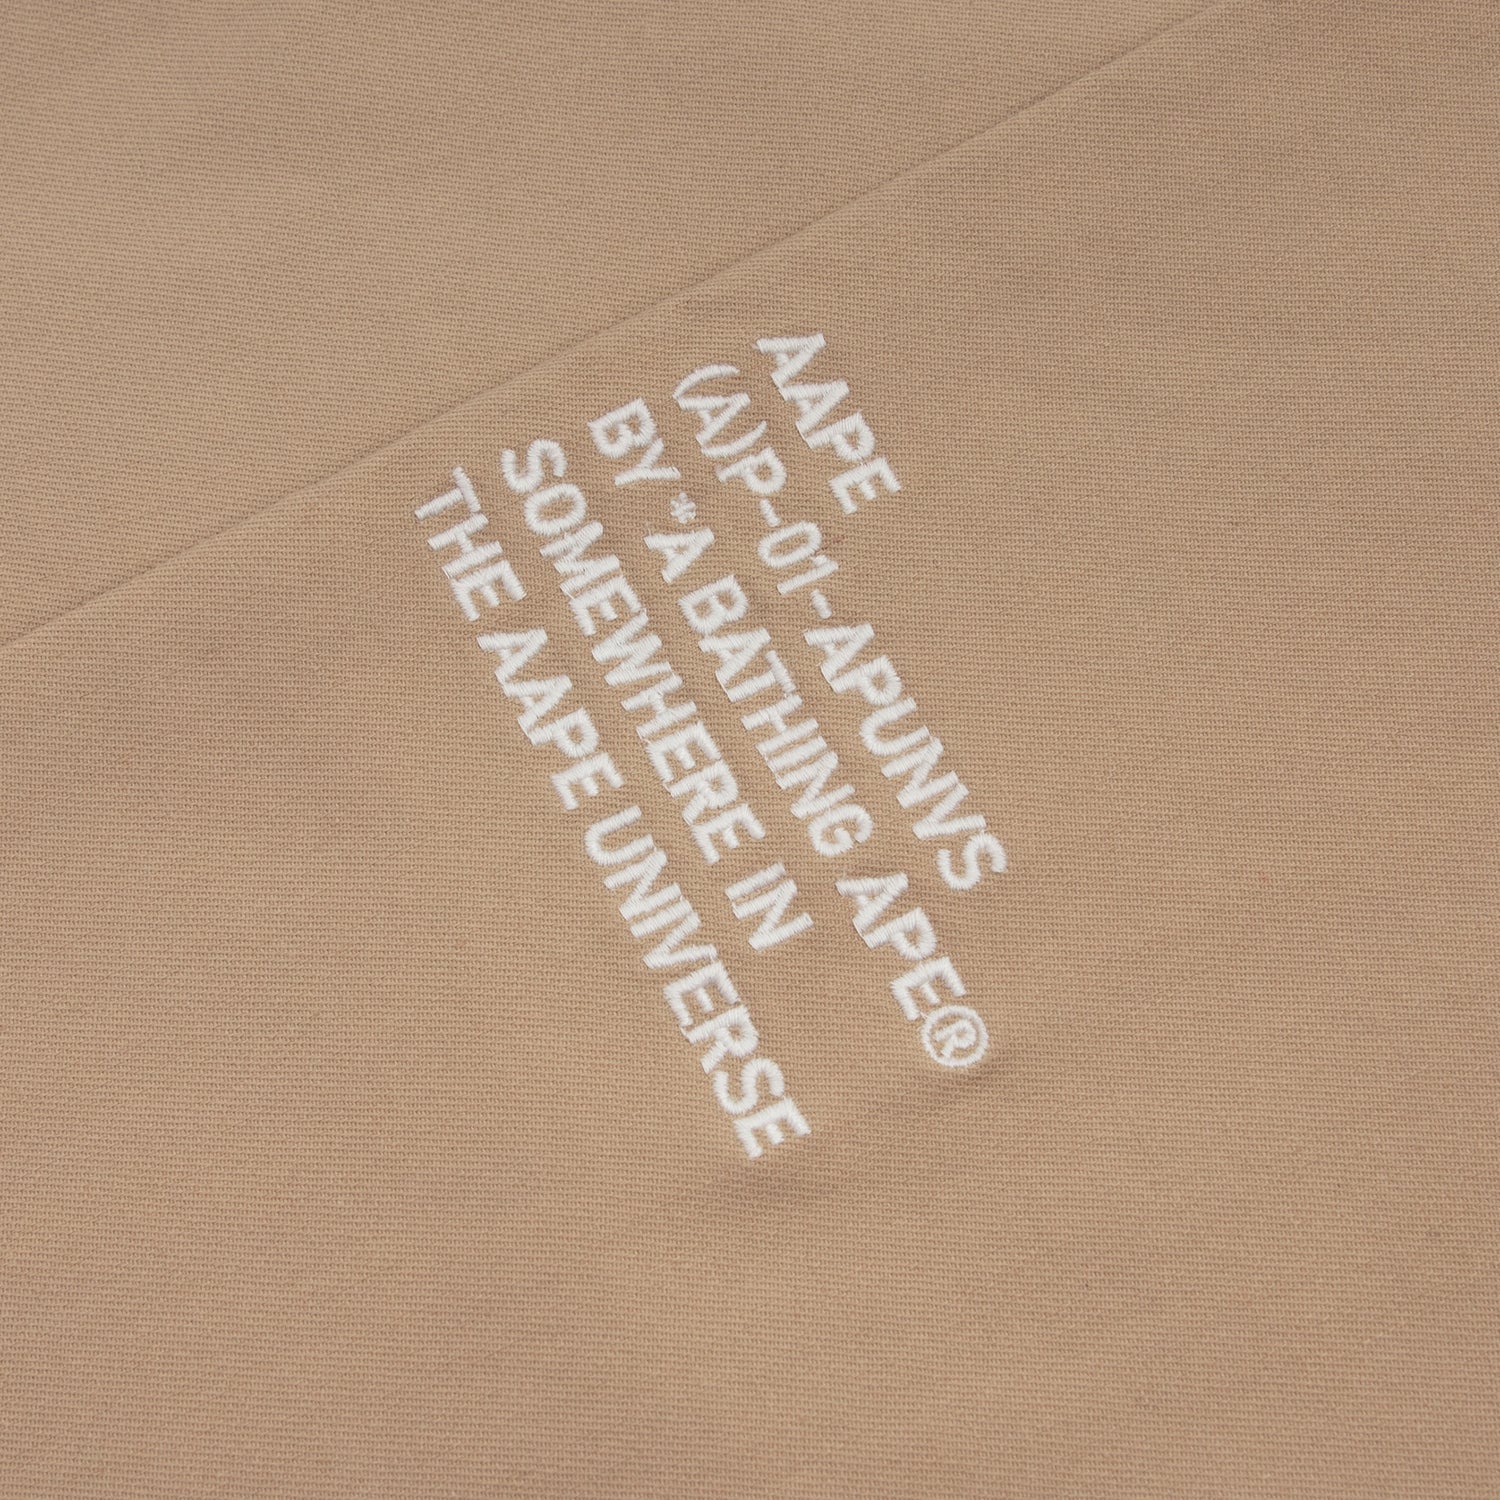 AAPE
(A)P-01-APUNVS
BY *A BATHING APE®
SOMEWHERE IN
THE AAPE UNIVERSE